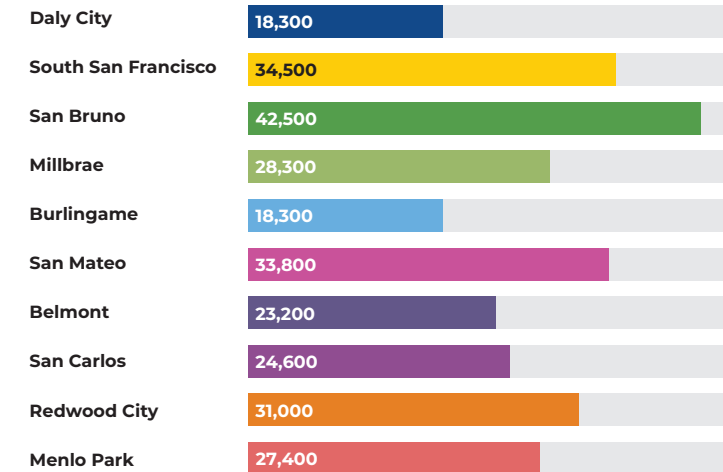 Daly City 18,300
South San Francisco 34,500
San Bruno 42,500
Millbrae 28,300
Burlingame 18,300
San Mateo 33,800
Belmont 23,200
San Carlos 24,600
Redwood City 31,000
Menlo Park 27,400